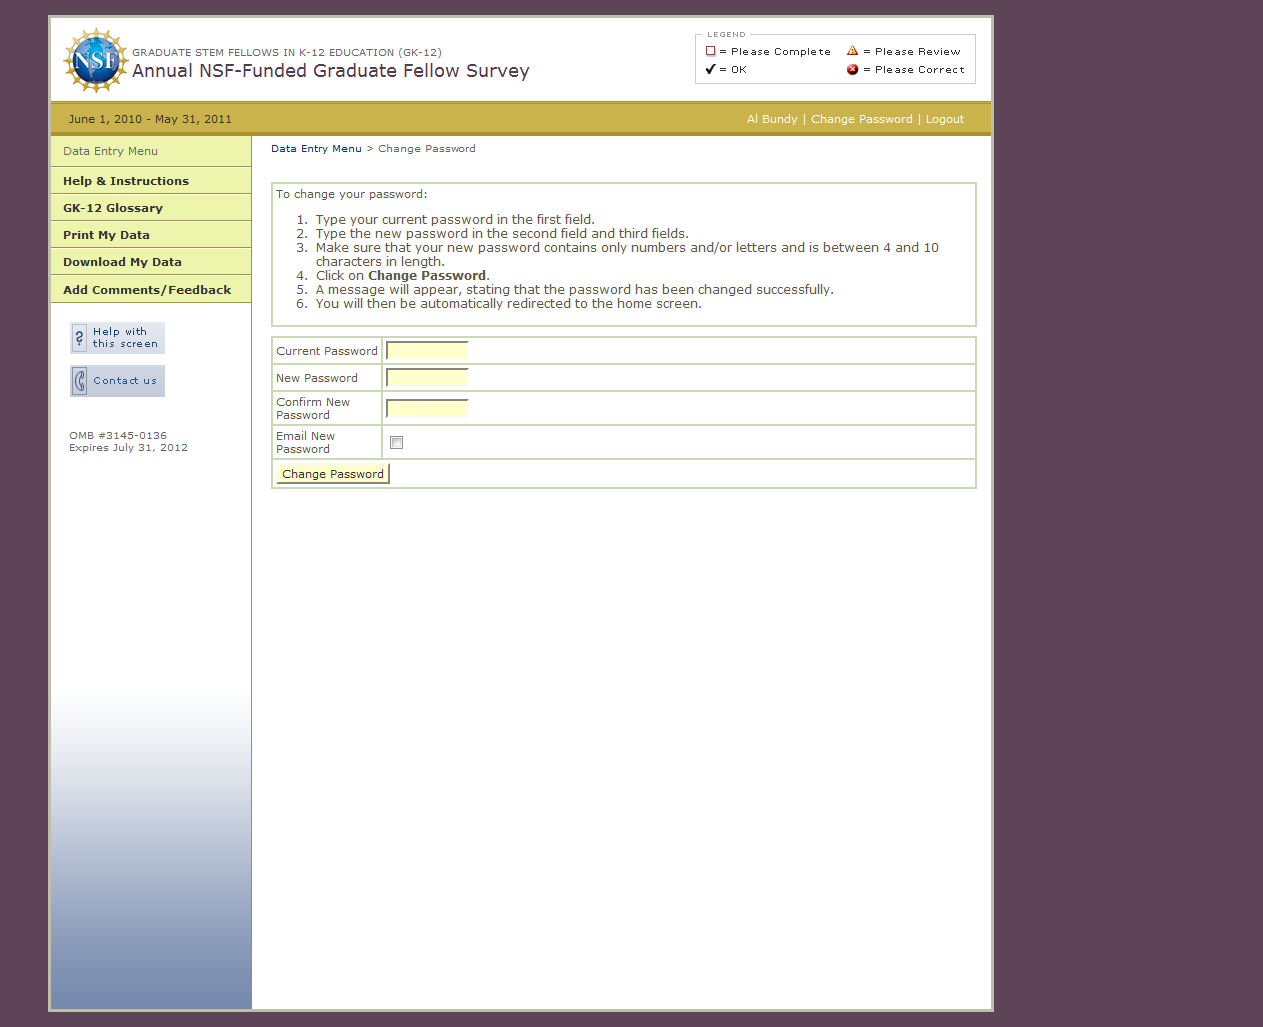 NSF
GRADUATE STEM FELLOWS IN K-12 EDUCATION (GK-12)
Annual NSF-Funded Graduate Fellow Survey
LEGEND
= Please Complete
= Please Review
= OK
= Please Correct
June 1, 2010 - May 31, 2011
Al Bundy | Change Password | Logout
Data Entry Menu
Help & Instructions
GK-12 Glossary
Print My Data
Download My Data
Add Comments/Feedback
? Help with
this screen
Contact us
OMB #3145-0136
Expires July 31, 2012
Data Entry Menu > Change Password
To change your password:
1. Type your current password in the first field.
2. Type the new password in the second field and third fields.
3. Make sure that your new password contains only numbers and/or letters and is between 4 and 10
characters in length.
4. Click on Change Password.
5. A message will appear, stating that the password has been changed successfully.
6. You will then be automatically redirected to the home screen.
Current Password
New Password
Confirm New
Password
Email New
Password
Change Password